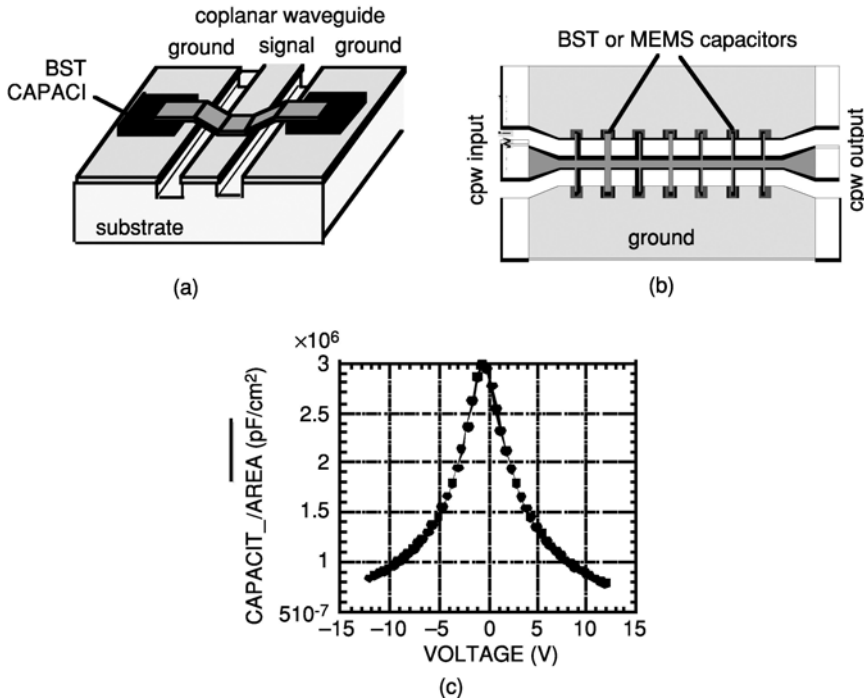 coplanar waveguide
ground signal ground
BST
CAPACI
substrate
(a)
BST or MEMS capacitors
cpw input
cpw output
ground
(b)
×10⁶
3
2.5
2
1.5
1
510⁻⁷
CAPACIT_/AREA (pF/cm²)
−15 −10 −5 0 5 10 15
VOLTAGE (V)
(c)